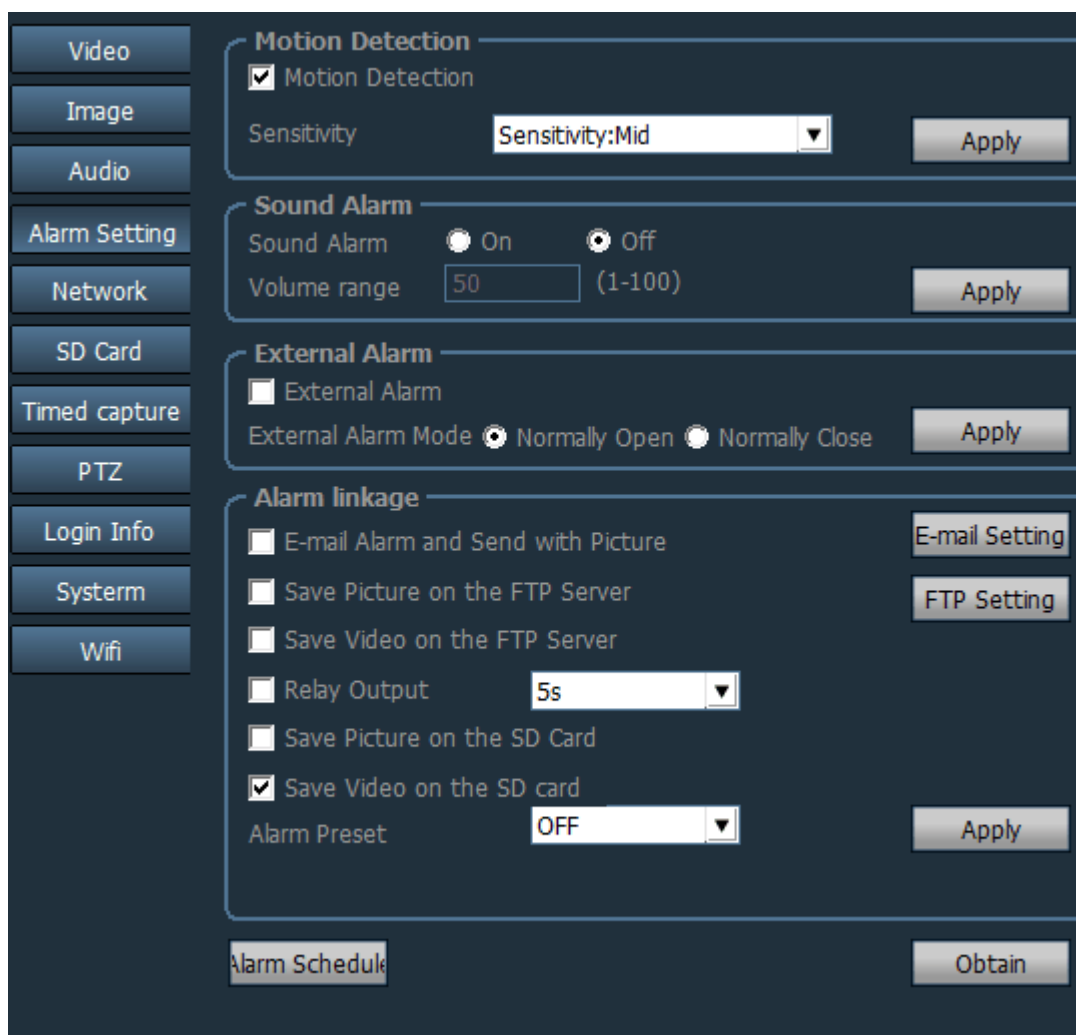 Video
Image
Audio
Alarm Setting
Network
SD Card
Timed capture
PTZ
Login Info
Systerm
Wifi
Motion Detection
Motion Detection
Sensitivity Sensitivity:Mid Apply
Sound Alarm
Sound Alarm On Off
Volume range 50 (1-100) Apply
External Alarm
External Alarm
External Alarm Mode Normally Open Normally Close Apply
Alarm linkage
E-mail Alarm and Send with Picture E-mail Setting
Save Picture on the FTP Server FTP Setting
Save Video on the FTP Server
Relay Output 5s
Save Picture on the SD Card
Save Video on the SD card
Alarm Preset OFF Apply
Alarm Schedule Obtain